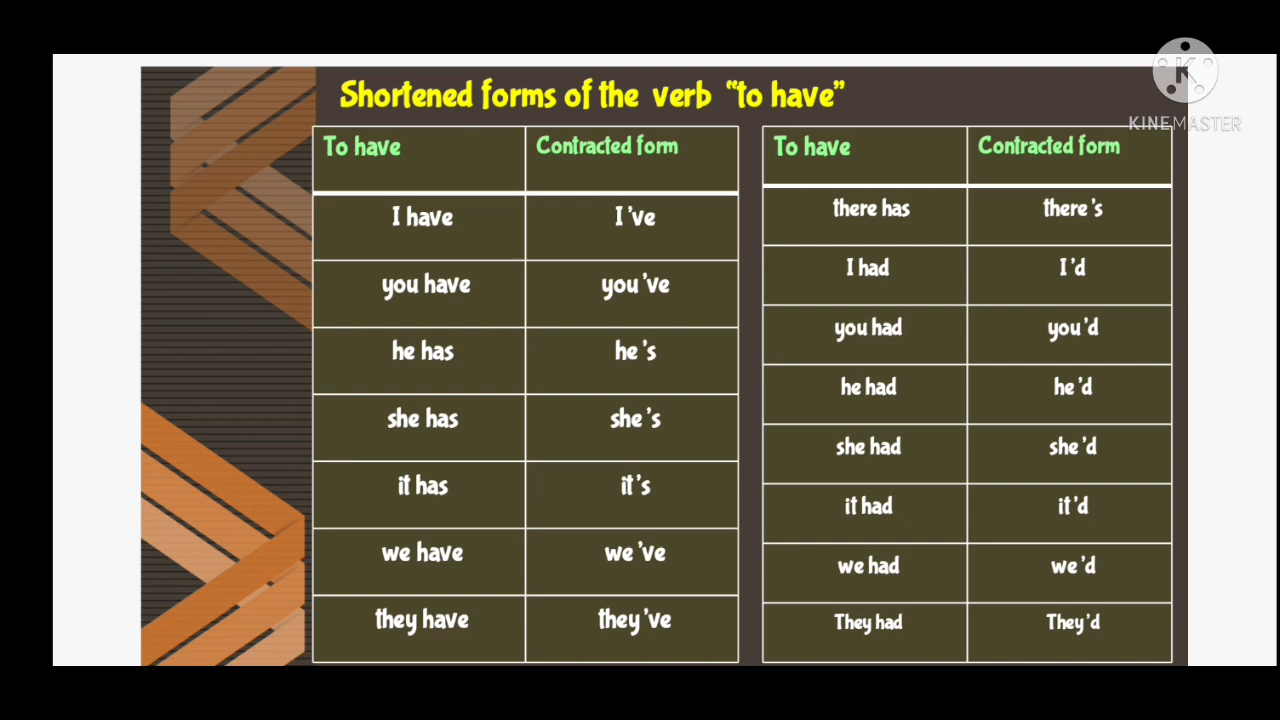 Shortened forms of the verb “to have”
K
KINEMASTER
To have Contracted form
I have I ’ve
you have you ’ve
he has he ’s
she has she ’s
it has it ’s
we have we ’ve
they have they ’ve
To have Contracted form
there has there ’s
I had I ’d
you had you ’d
he had he ’d
she had she ’d
it had it ’d
we had we ’d
They had They ’d